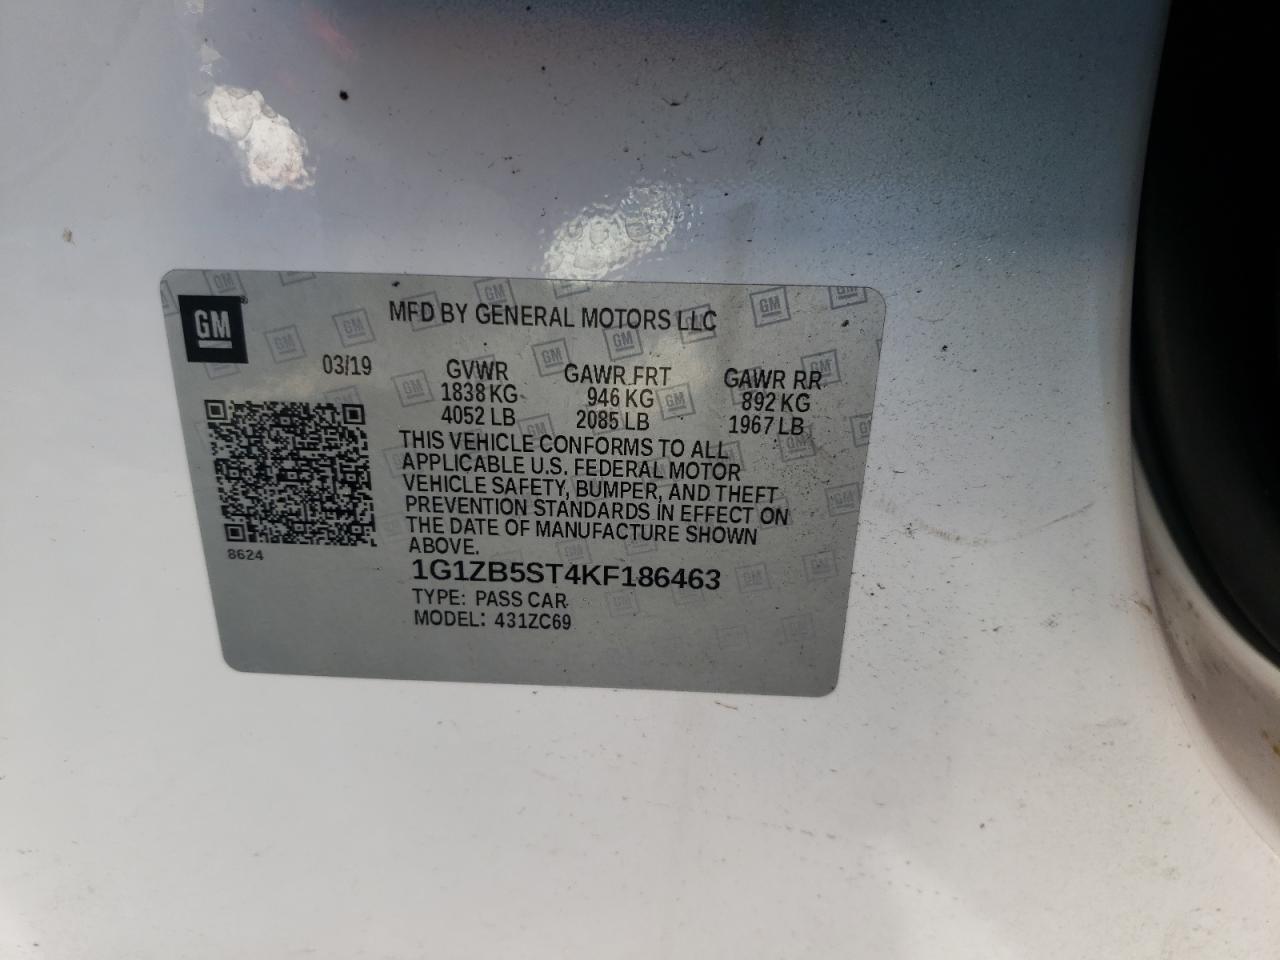 GM
MFD BY GENERAL MOTORS LLC
03/19
GVWR GAWR FRT GAWR RR
1838 KG 946 KG 892 KG
4052 LB 2085 LB 1967 LB
THIS VEHICLE CONFORMS TO ALL
APPLICABLE U.S. FEDERAL MOTOR
VEHICLE SAFETY, BUMPER, AND THEFT
PREVENTION STANDARDS IN EFFECT ON
THE DATE OF MANUFACTURE SHOWN
ABOVE.
8624
1G1ZB5ST4KF186463
TYPE: PASS CAR
MODEL: 431ZC69